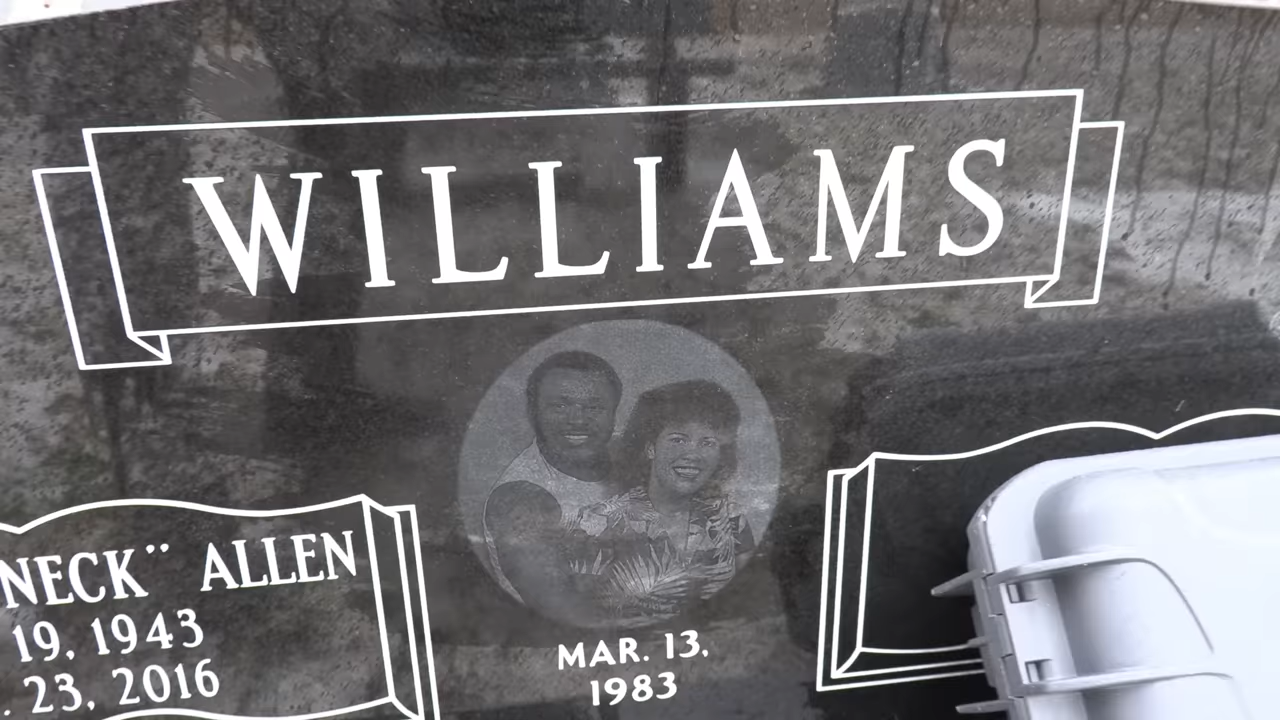 WILLIAMS
NECK" ALLEN
19, 1943
. 23, 2016
MAR. 13,
1983